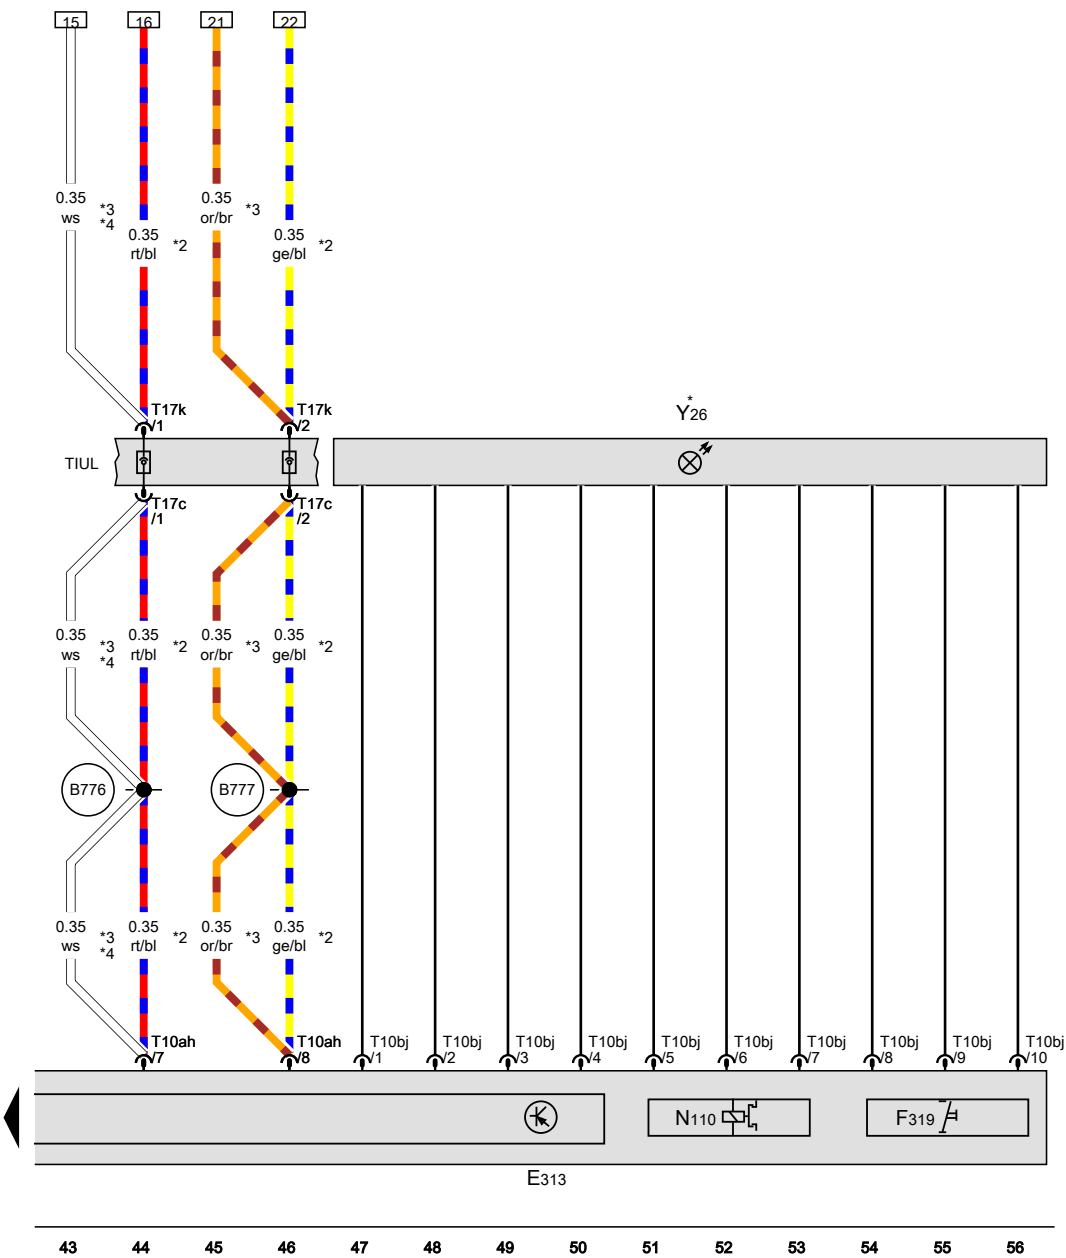 15 16 21 22
0.35 0.35
ws *3 or/br *3
*4
0.35 0.35
rt/bl *2 ge/bl *2
T17k T17k
/1 /2
*
Y26
TIUL
T17c T17c
/1 /2
0.35 0.35 0.35 0.35
ws *3 rt/bl *2 or/br *3 ge/bl *2
*4
B776 B777
0.35 0.35 0.35 0.35
ws *3 rt/bl *2 or/br *3 ge/bl *2
*4
T10ah T10ah T10bj T10bj T10bj T10bj T10bj T10bj T10bj T10bj T10bj T10bj
/7 /8 /1 /2 /3 /4 /5 /6 /7 /8 /9 /10
N110 F319
E313
43 44 45 46 47 48 49 50 51 52 53 54 55 56